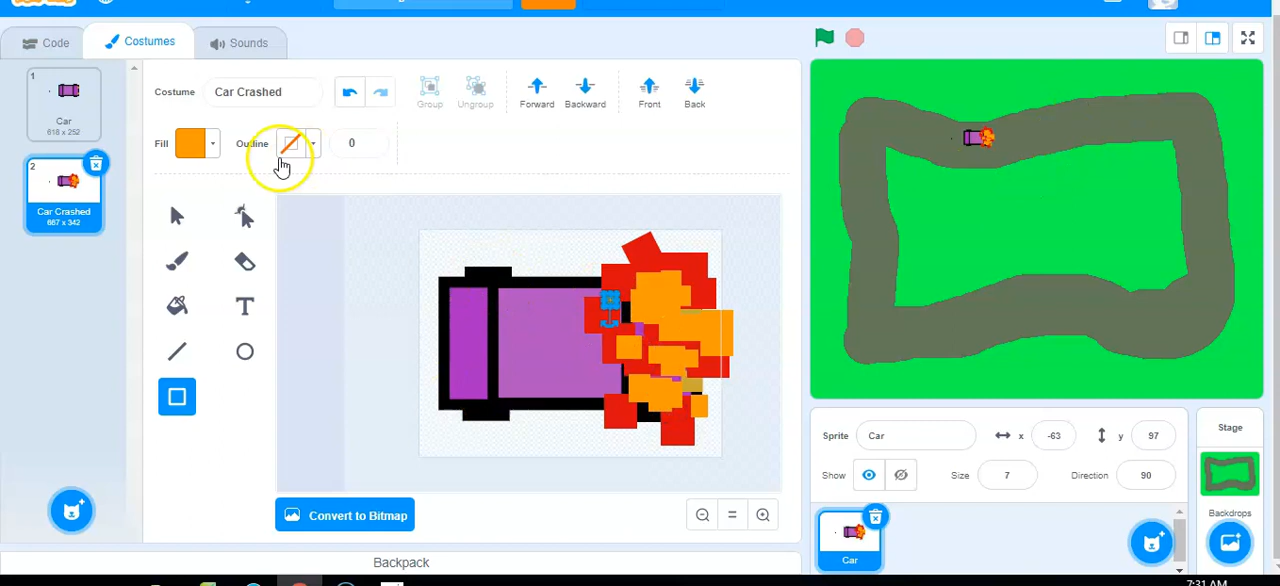 Code
Costumes
Sounds
1
Car
618 x 252
2
Car Crashed
667 x 342
Costume
Car Crashed
Group
Ungroup
Forward
Backward
Front
Back
Fill
Outline
0
T
Convert to Bitmap
Backpack
Sprite
Car
x
-63
y
97
Show
Size
7
Direction
90
Stage
Backdrops
Car
7:31 AM